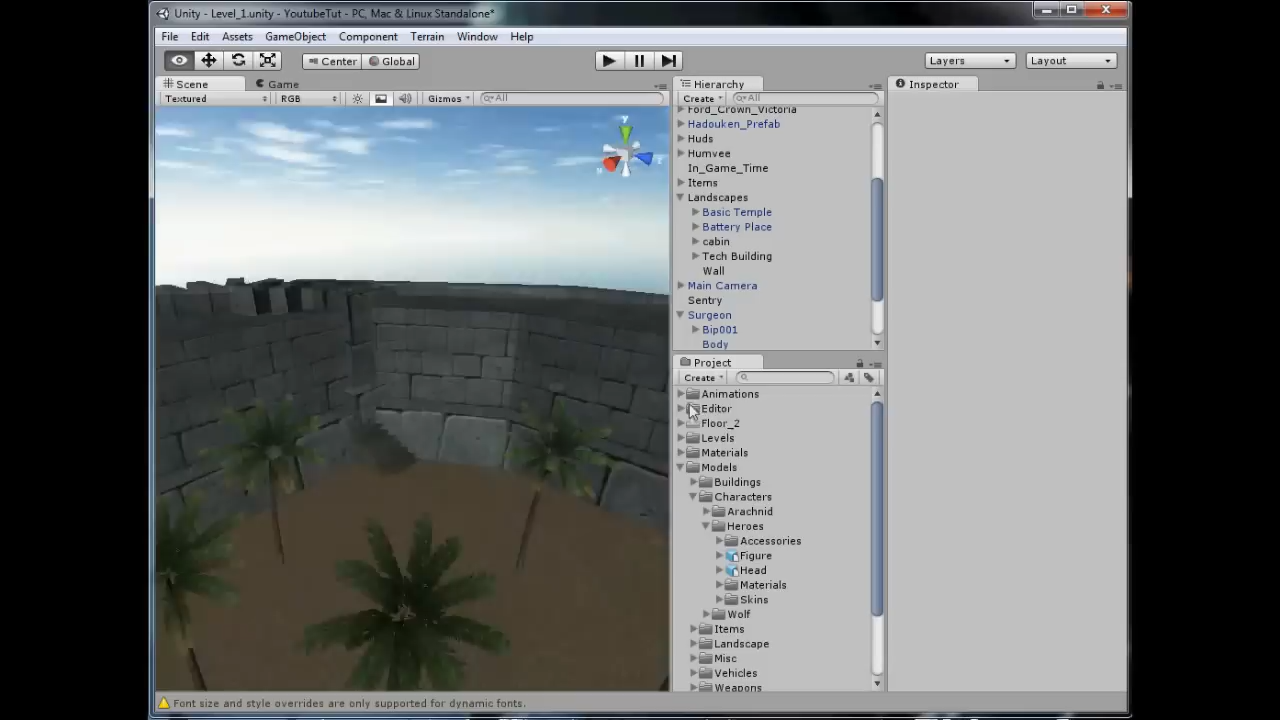 Unity - Level_1.unity - YoutubeTut - PC, Mac & Linux Standalone*
File Edit Assets GameObject Component Terrain Window Help
Center Global Layers Layout
Scene Game
Textured RGB Gizmos All
y
z
Hierarchy
Create All
Ford_Crown_Victoria
Hadouken_Prefab
Huds
Humvee
In_Game_Time
Items
Landscapes
Basic Temple
Battery Place
cabin
Tech Building
Wall
Main Camera
Sentry
Surgeon
Bip001
Body
Project
Create
Animations
Editor
Floor_2
Levels
Materials
Models
Buildings
Characters
Arachnid
Heroes
Accessories
Figure
Head
Materials
Skins
Wolf
Items
Landscape
Misc
Vehicles
Weapons
Inspector
Font size and style overrides are only supported for dynamic fonts.